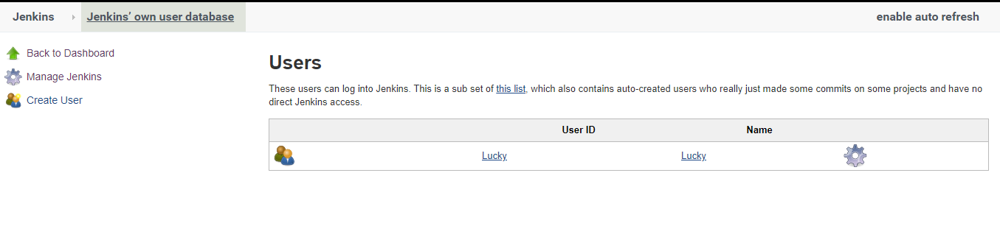 Jenkins Jenkins’ own user database enable auto refresh
Back to Dashboard
Manage Jenkins
Create User
Users
These users can log into Jenkins. This is a sub set of this list, which also contains auto-created users who really just made some commits on some projects and have no
direct Jenkins access.
User ID Name
Lucky Lucky